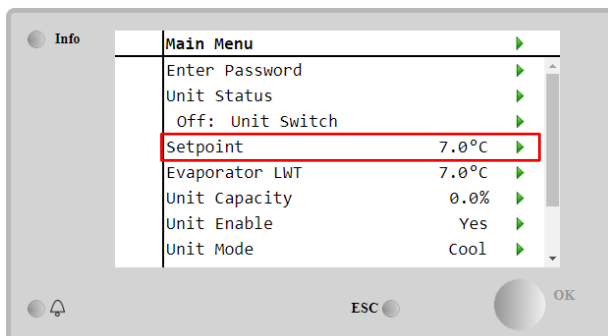 Info
Main Menu
Enter Password
Unit Status
Off: Unit Switch
Setpoint 7.0°C
Evaporator LWT 7.0°C
Unit Capacity 0.0%
Unit Enable Yes
Unit Mode Cool
ESC
OK